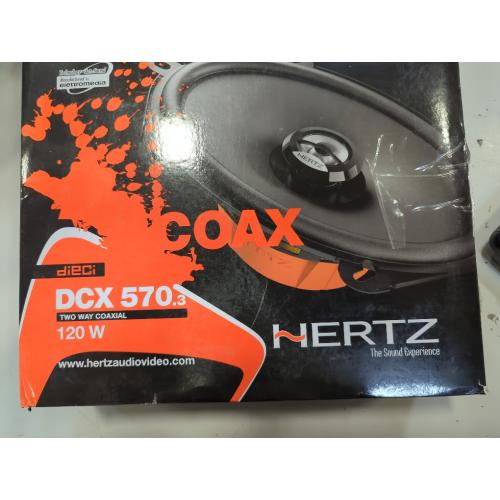 elettromedia
HERTZ
COAX
dieci
DCX 570.3
TWO WAY COAXIAL
120 W
HERTZ
The Sound Experience
www.hertzaudiovideo.com